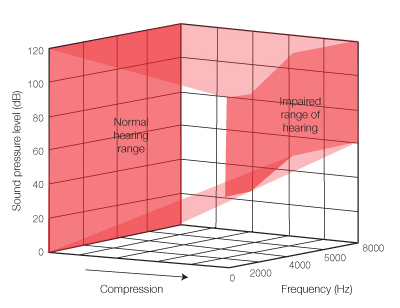 Sound pressure level (dB)
120
100
80
60
40
20
0
Normal
hearing
range
Impaired
range of
hearing
0
2000
4000
5000
8000
Compression
Frequency (Hz)